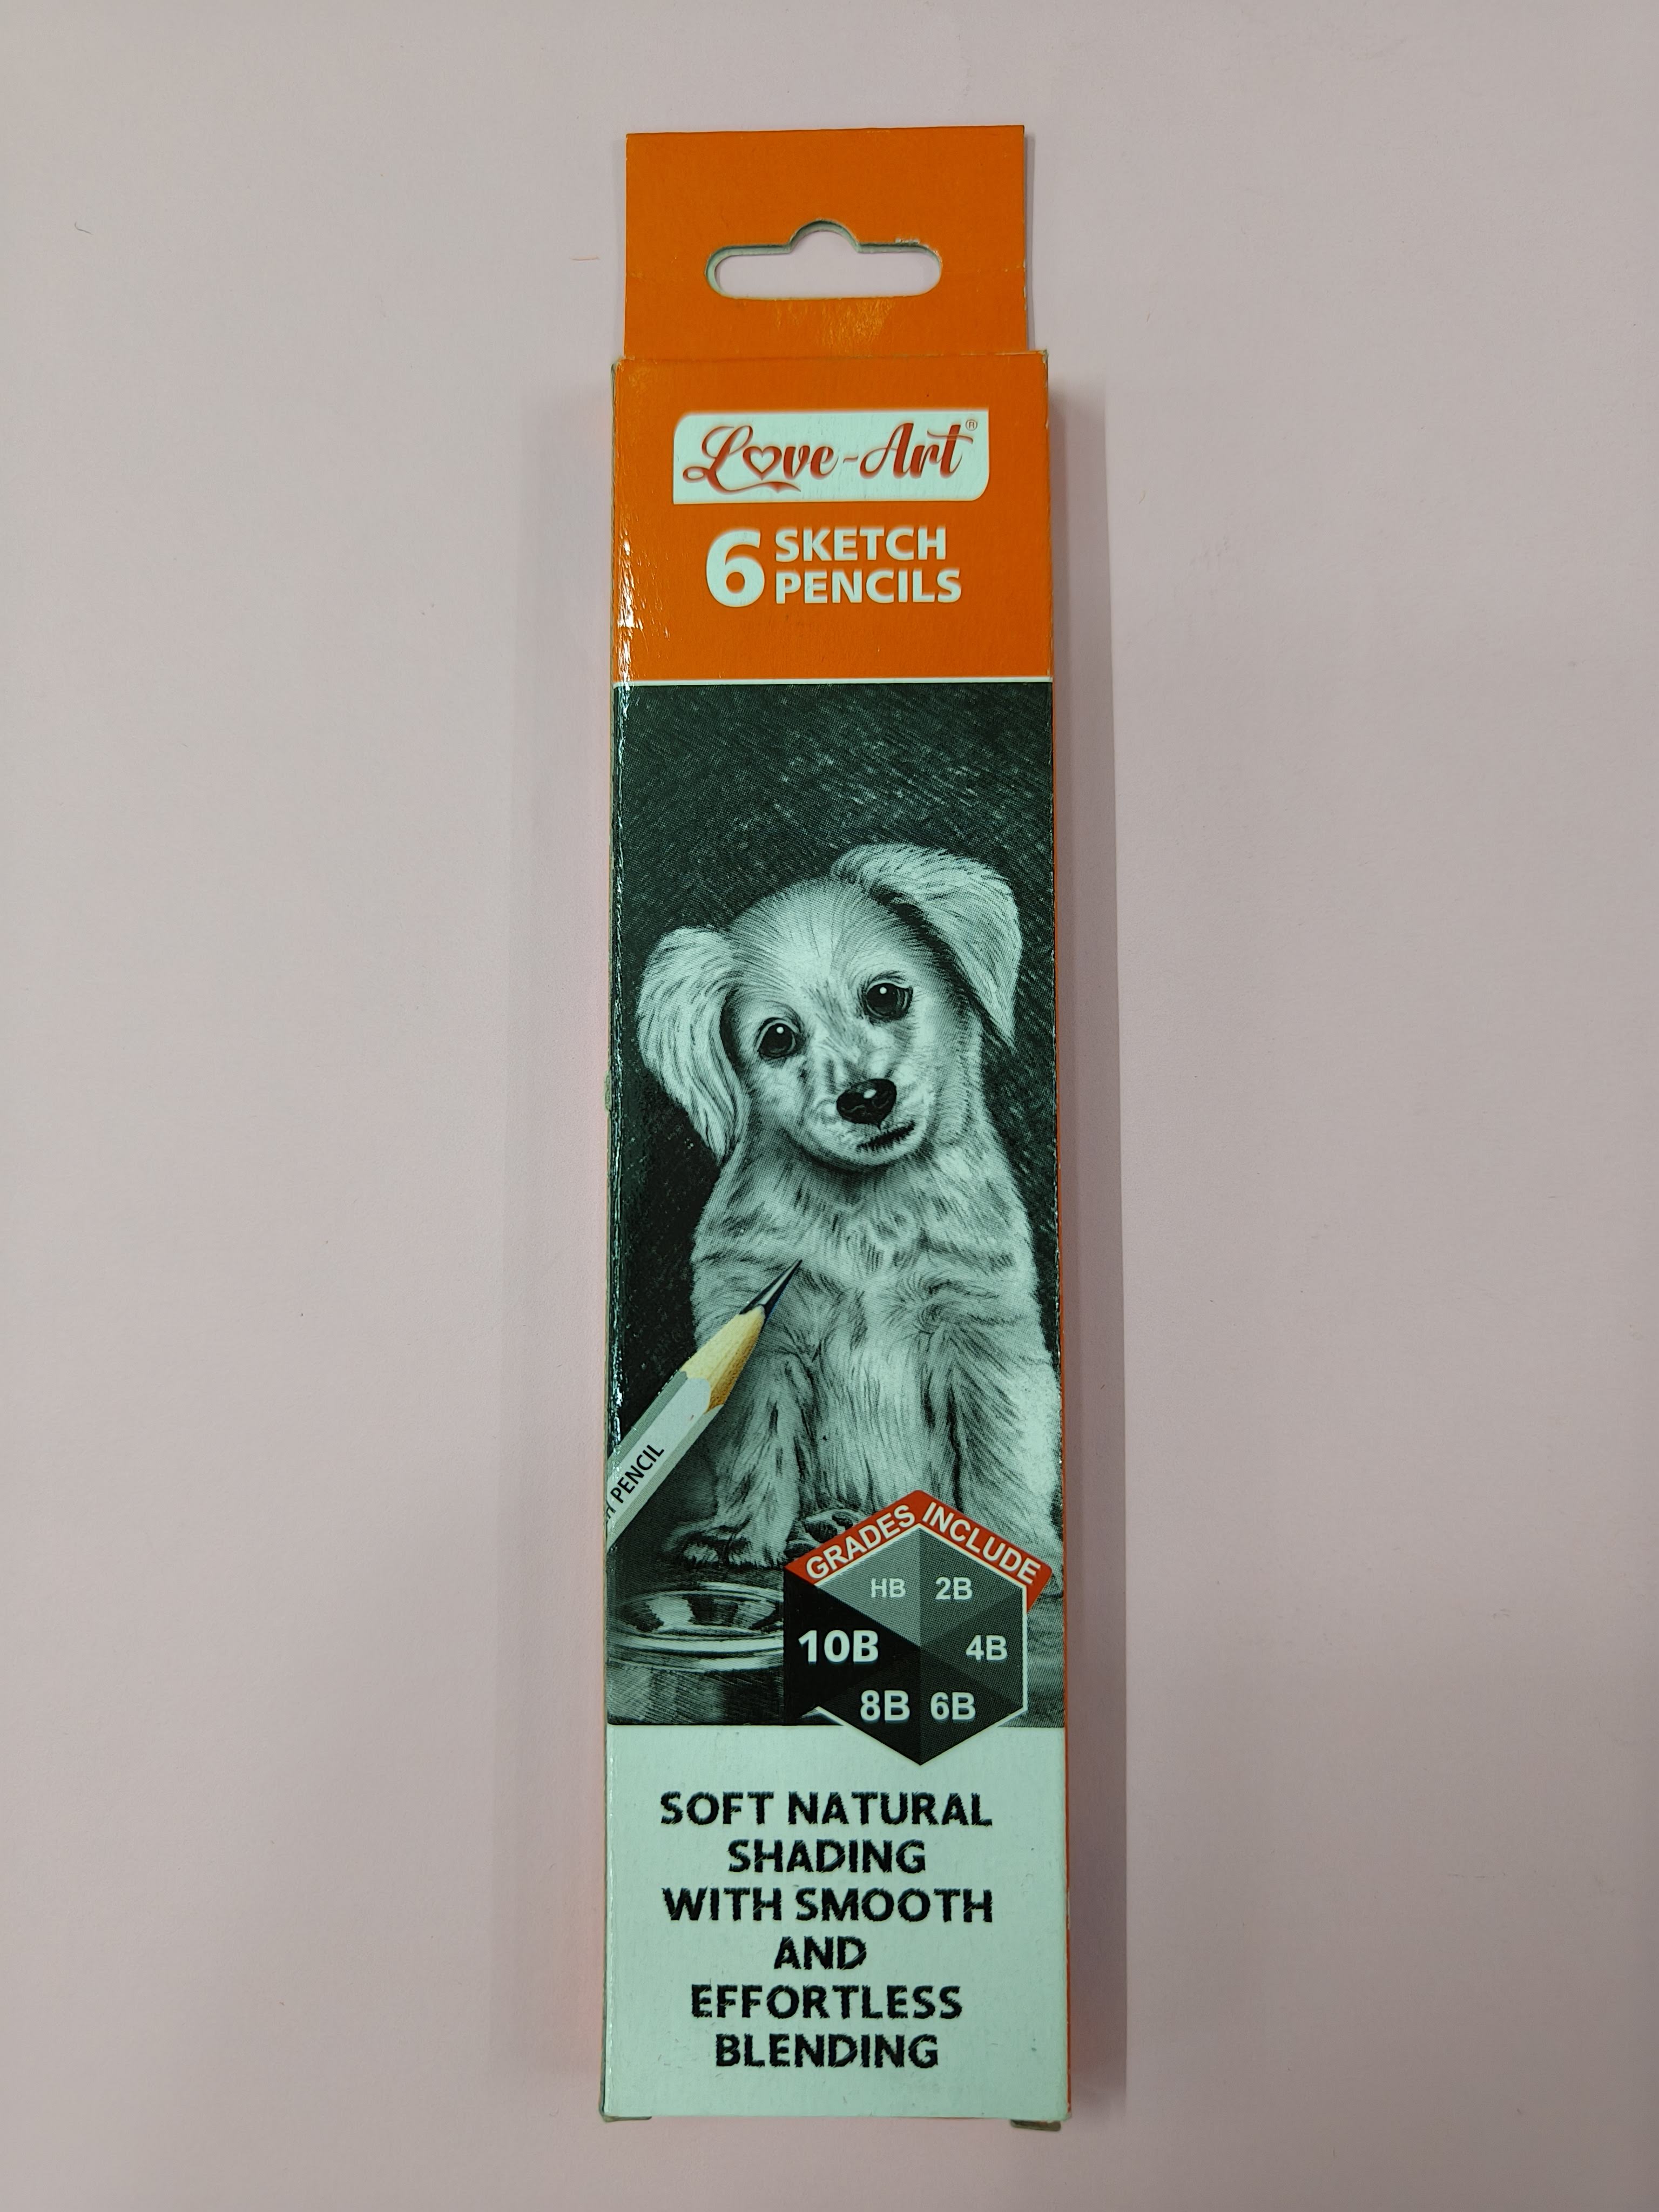 Love-Art®
6 SKETCH
PENCILS
PENCIL
GRADES INCLUDE
HB 2B
10B 4B
8B 6B
SOFT NATURAL
SHADING
WITH SMOOTH
AND
EFFORTLESS
BLENDING